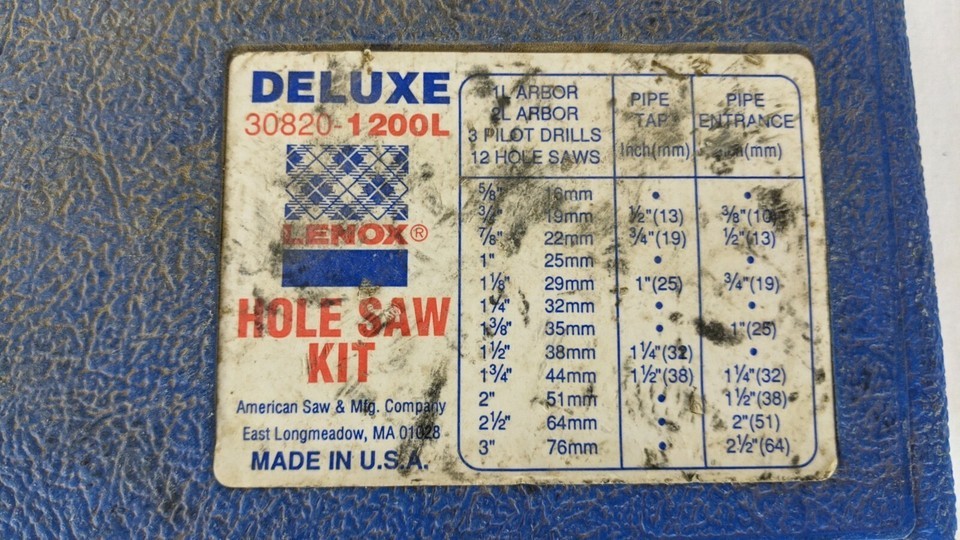 DELUXE
30820-1200L
LENOX®
HOLE SAW
KIT
American Saw & Mfg. Company
East Longmeadow, MA 01028
MADE IN U.S.A.
1L ARBOR
2L ARBOR
3 PILOT DRILLS
12 HOLE SAWS
PIPE
TAP
Inch(mm)
PIPE
ENTRANCE
(mm)
5/8" 16mm • •
3/4" 19mm 1/2"(13) 3/8"(10)
7/8" 22mm 3/4"(19) 1/2"(13)
1" 25mm • •
1 1/8" 29mm 1"(25) 3/4"(19)
1 1/4" 32mm •
1 3/8" 35mm • 1"(25)
1 1/2" 38mm 1 1/4"(32) •
1 3/4" 44mm 1 1/2"(38) 1 1/4"(32)
2" 51mm • 1 1/2"(38)
2 1/2" 64mm • 2"(51)
3" 76mm • 2 1/2"(64)